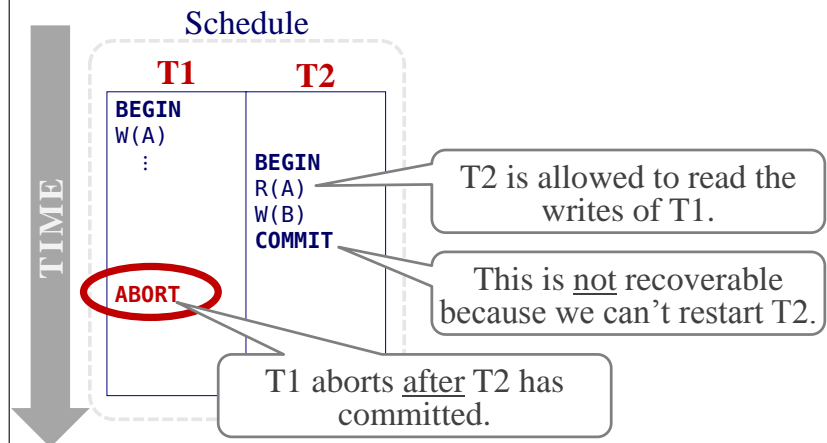 Schedule
T1 T2
BEGIN
W(A)
⋮
BEGIN
R(A)
W(B)
COMMIT
T2 is allowed to read the
writes of T1.
TIME
ABORT
This is not recoverable
because we can't restart T2.
T1 aborts after T2 has
committed.